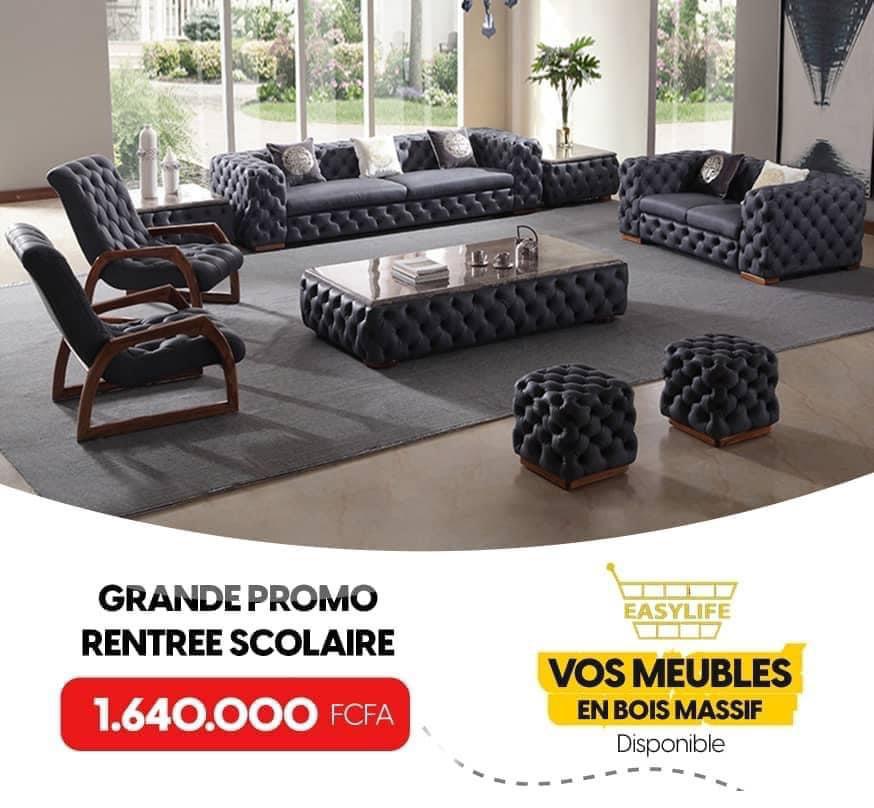 GRANDE PROMO
RENTREE SCOLAIRE
1.640.000 FCFA
EASYLIFE
VOS MEUBLES
EN BOIS MASSIF
Disponible